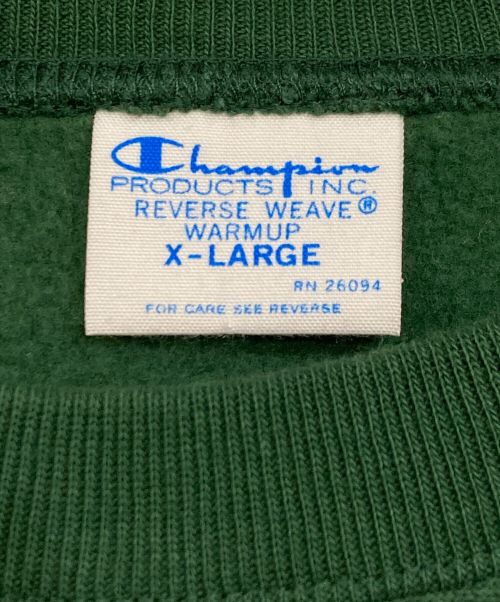 Champion
PRODUCTS INC.
REVERSE WEAVE®
WARMUP
X-LARGE
RN 26094
FOR CARE SEE REVERSE